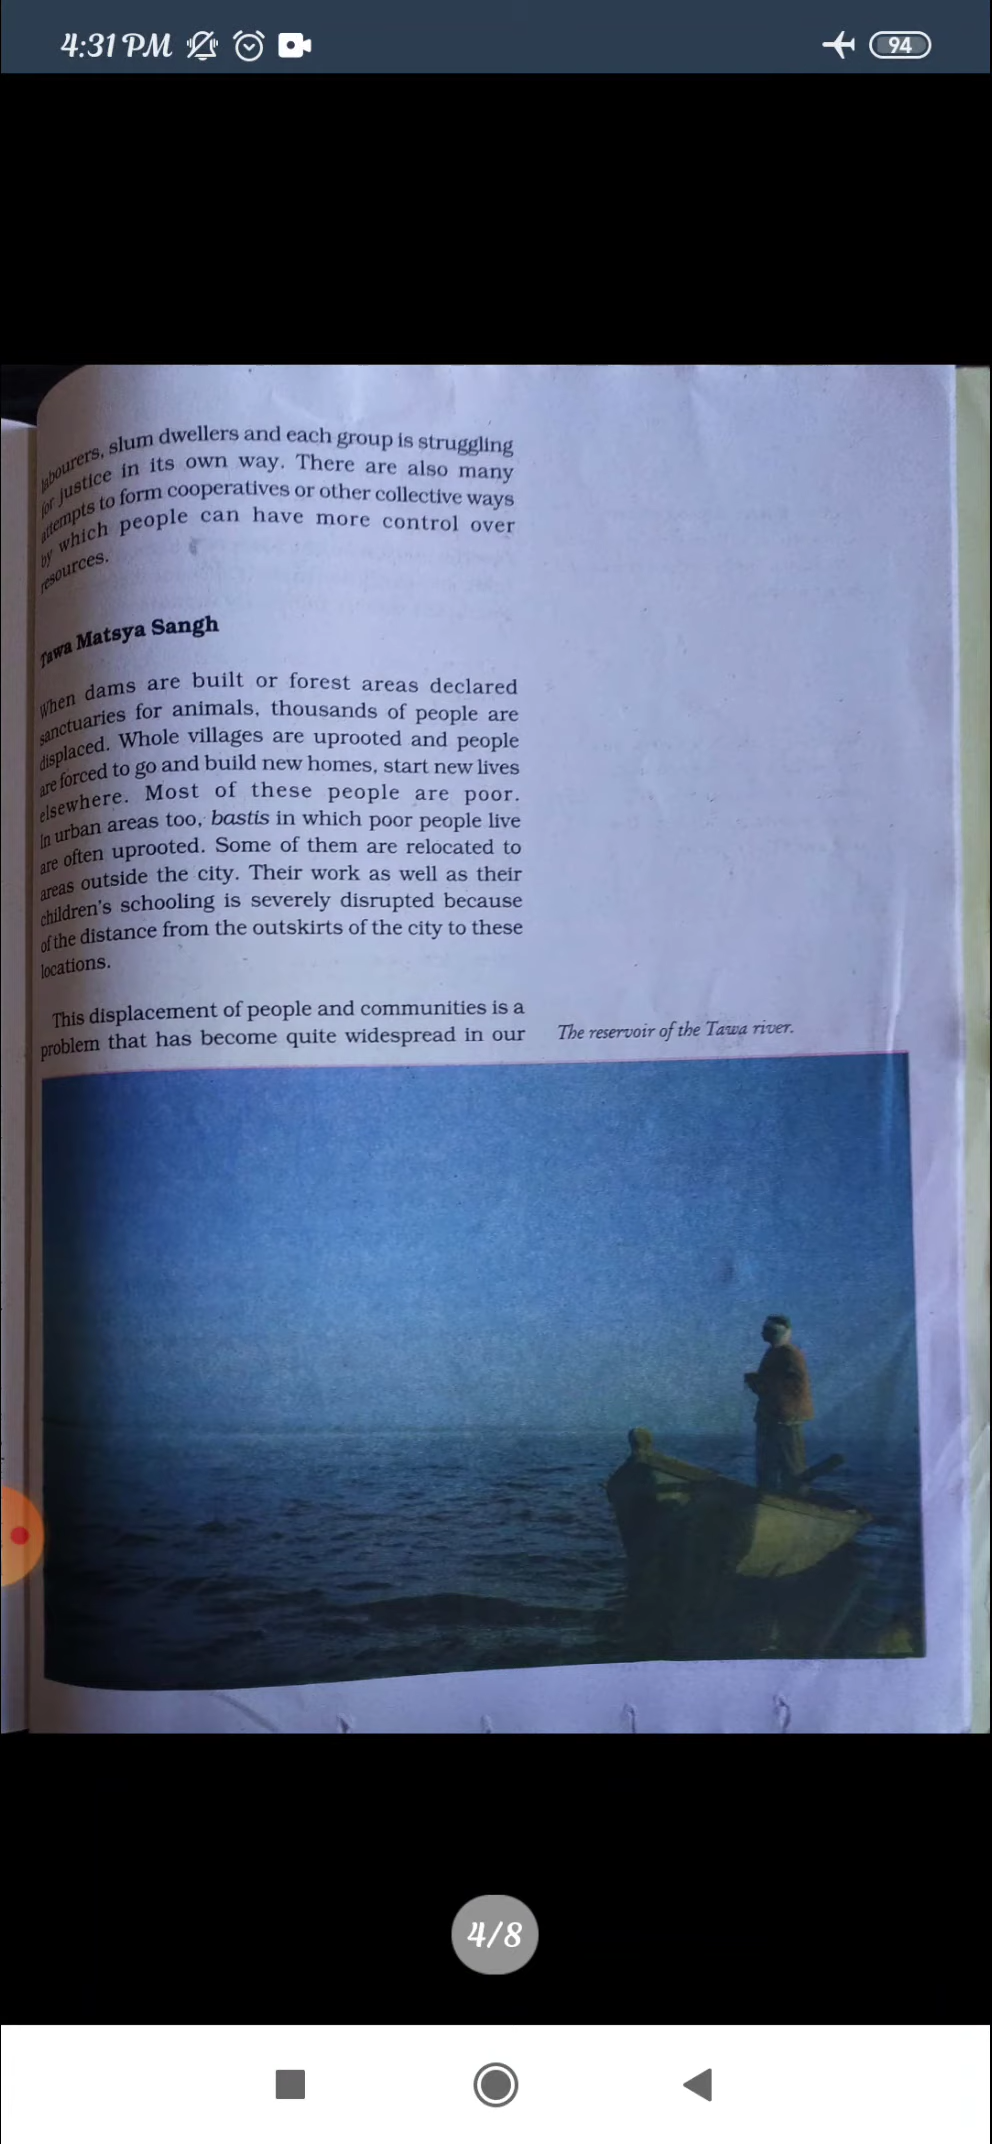 4:31 PM
94
labourers, slum dwellers and each group is struggling
for justice in its own way. There are also many
attempts to form cooperatives or other collective ways
by which people can have more control over
resources.
Tawa Matsya Sangh
When dams are built or forest areas declared
sanctuaries for animals, thousands of people are
displaced. Whole villages are uprooted and people
are forced to go and build new homes, start new lives
elsewhere. Most of these people are poor.
In urban areas too, bastis in which poor people live
are often uprooted. Some of them are relocated to
areas outside the city. Their work as well as their
children's schooling is severely disrupted because
of the distance from the outskirts of the city to these
locations.
This displacement of people and communities is a
problem that has become quite widespread in our
The reservoir of the Tawa river.
4/8